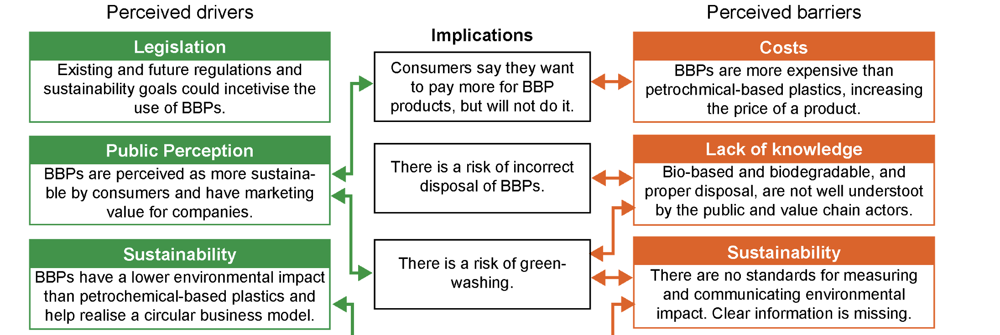 Perceived drivers
Legislation
Existing and future regulations and
sustainability goals could incetivise the
use of BBPs.
Public Perception
BBPs are perceived as more sustaina-
ble by consumers and have marketing
value for companies.
Sustainability
BBPs have a lower environmental impact
than petrochemical-based plastics and
help realise a circular business model.
Implications
Consumers say they want
to pay more for BBP
products, but will not do it.
There is a risk of incorrect
disposal of BBPs.
There is a risk of green-
washing.
Perceived barriers
Costs
BBPs are more expensive than
petrochmical-based plastics, increasing
the price of a product.
Lack of knowledge
Bio-based and biodegradable, and
proper disposal, are not well understoot
by the public and value chain actors.
Sustainability
There are no standards for measuring
and communicating environmental
impact. Clear information is missing.